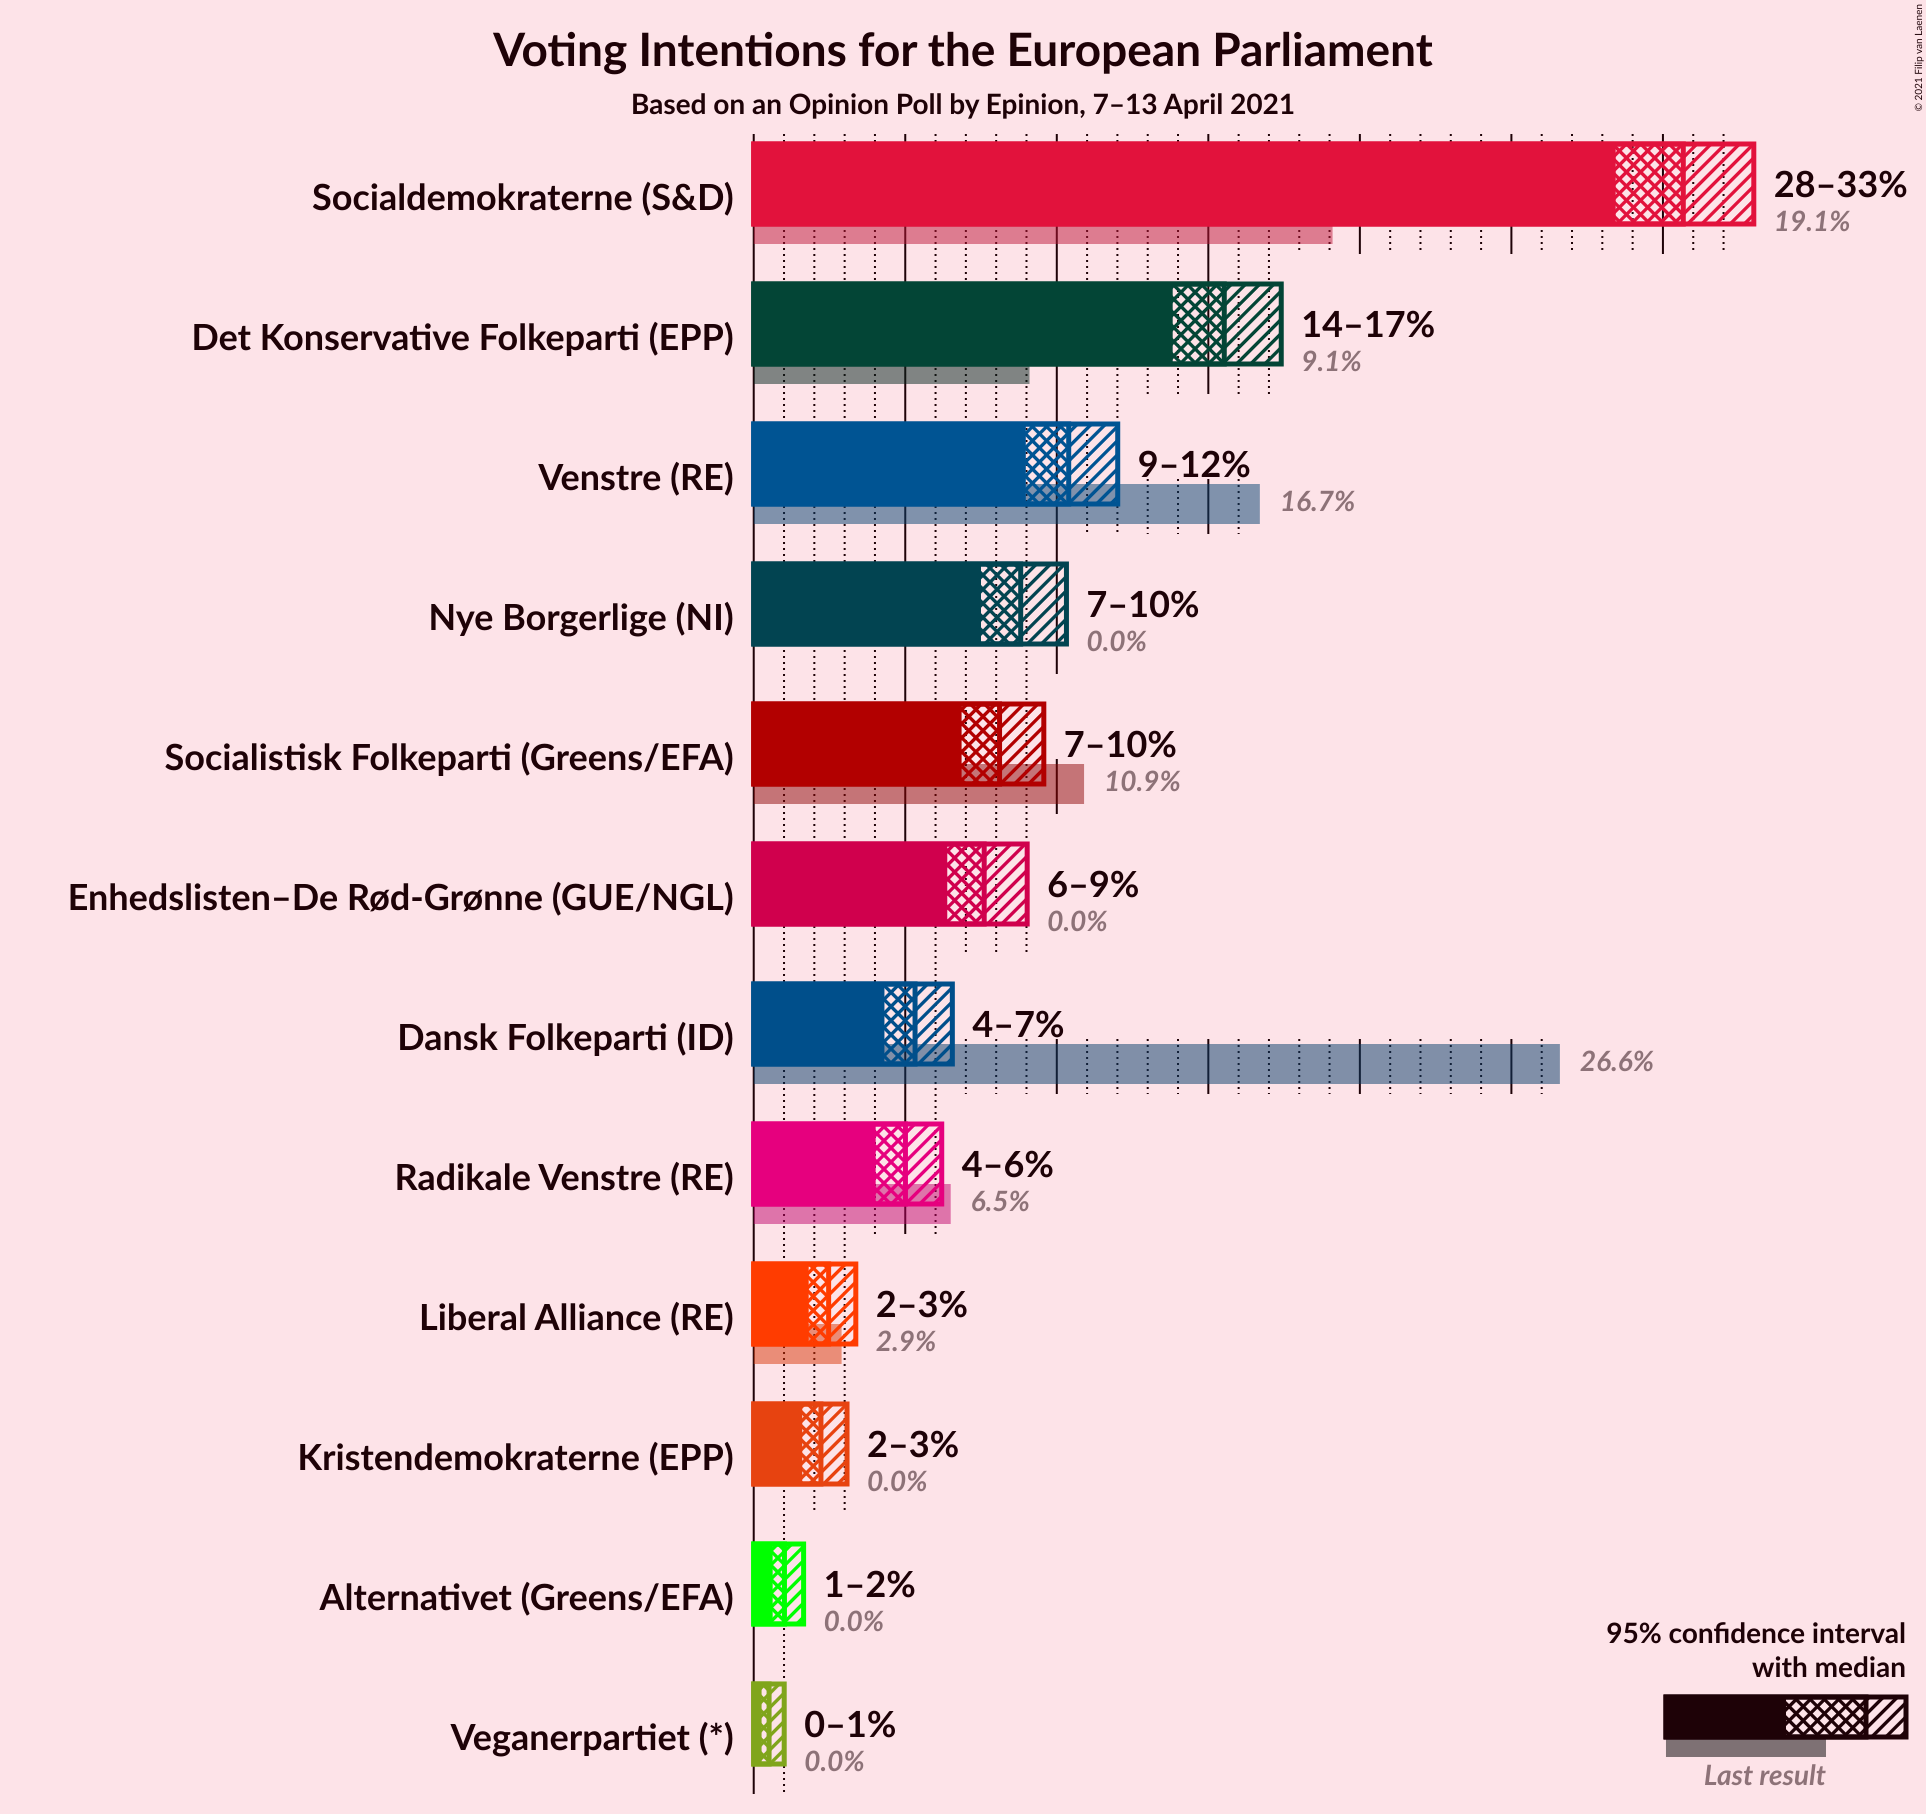 Voting Intentions for the European Parliament
Based on an Opinion Poll by Epinion, 7–13 April 2021
© 2021 Filip van Laenen
Socialdemokraterne (S&D)
28–33%
19.1%
Det Konservative Folkeparti (EPP)
14–17%
9.1%
Venstre (RE)
9–12%
16.7%
Nye Borgerlige (NI)
7–10%
0.0%
Socialistisk Folkeparti (Greens/EFA)
7–10%
10.9%
Enhedslisten–De Rød-Grønne (GUE/NGL)
6–9%
0.0%
Dansk Folkeparti (ID)
4–7%
26.6%
Radikale Venstre (RE)
4–6%
6.5%
Liberal Alliance (RE)
2–3%
2.9%
Kristendemokraterne (EPP)
2–3%
0.0%
Alternativet (Greens/EFA)
1–2%
0.0%
Veganerpartiet (*)
0–1%
0.0%
95% confidence interval
with median
Last result